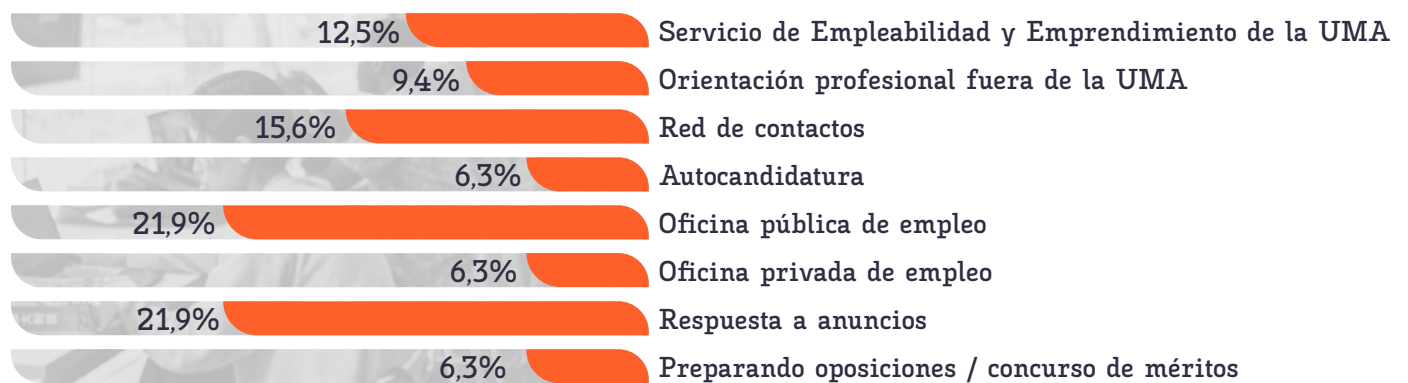 12,5% Servicio de Empleabilidad y Emprendimiento de la UMA
9,4% Orientación profesional fuera de la UMA
15,6% Red de contactos
6,3% Autocandidatura
21,9% Oficina pública de empleo
6,3% Oficina privada de empleo
21,9% Respuesta a anuncios
6,3% Preparando oposiciones / concurso de méritos